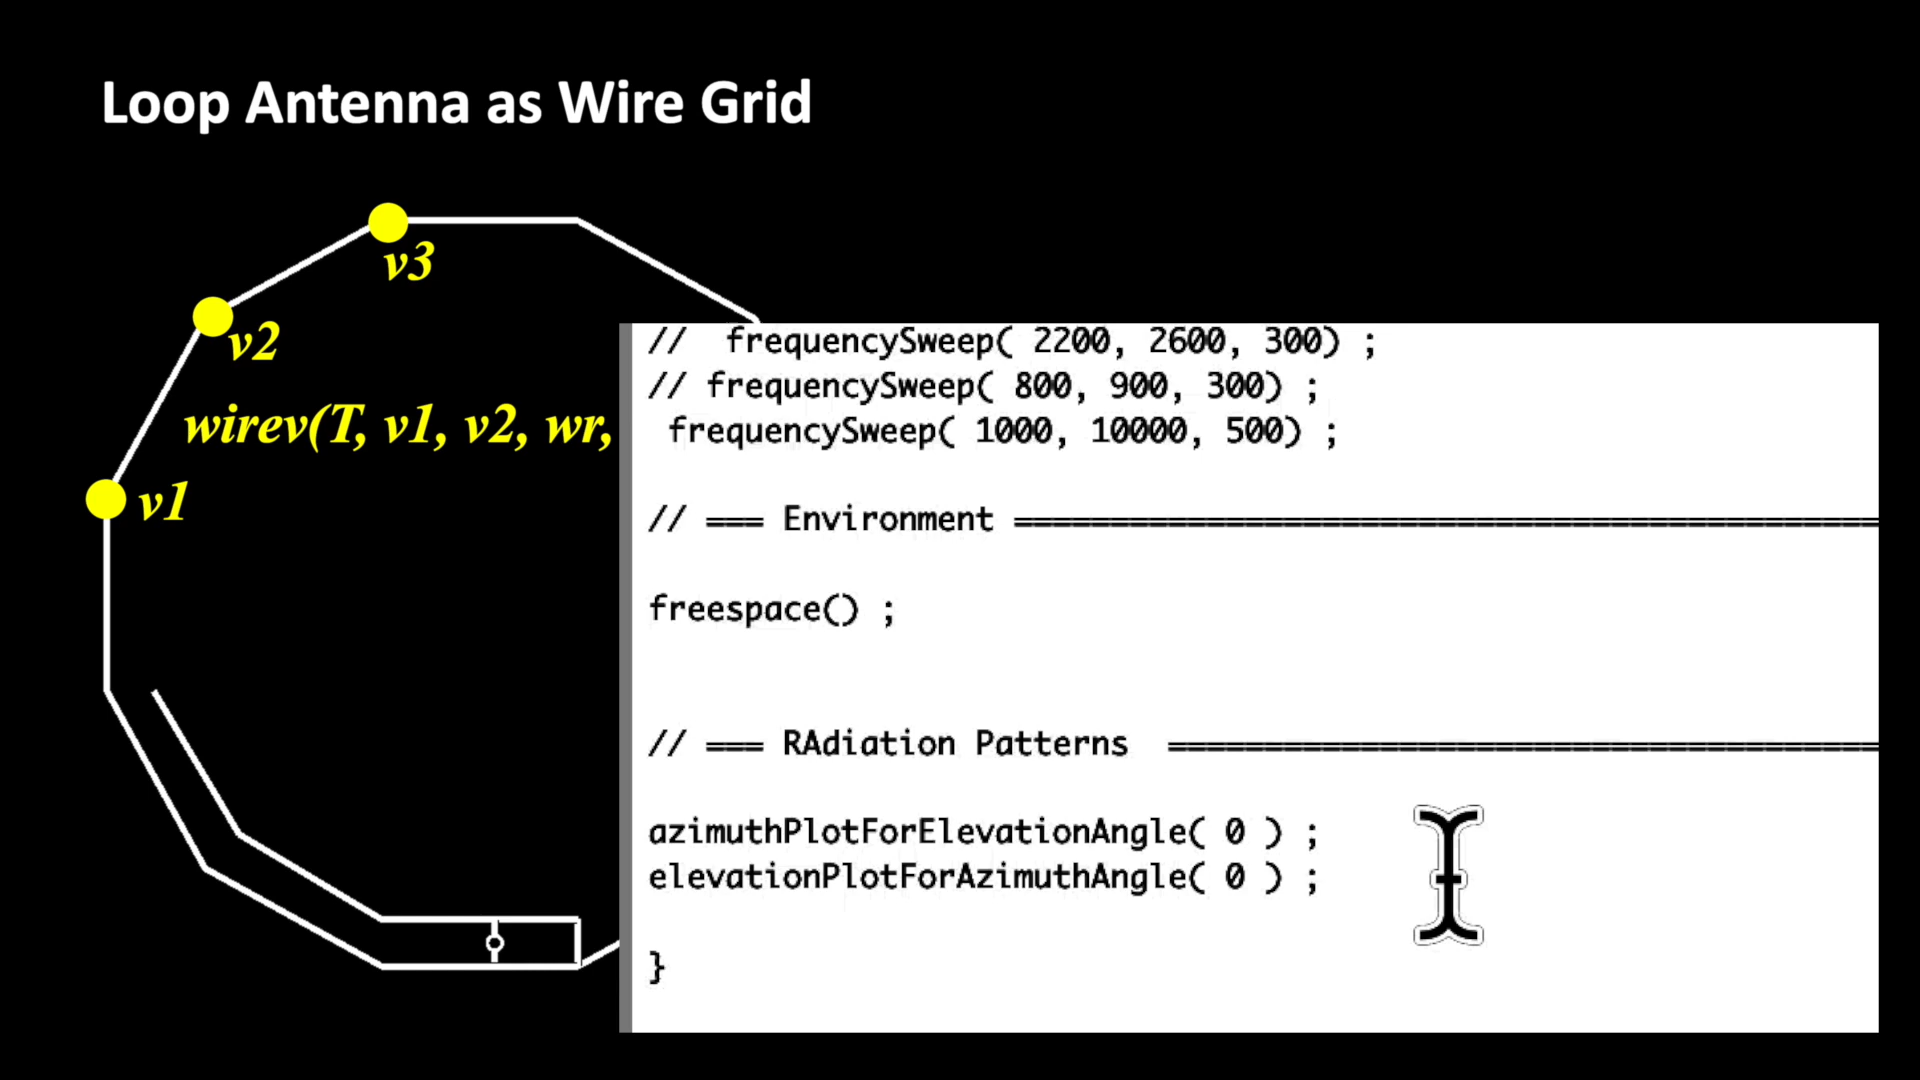 Loop Antenna as Wire Grid
v3
v2
wirev(T, v1, v2, wr,
v1
//  frequencySweep( 2200, 2600, 300) ;
// frequencySweep( 800, 900, 300) ;
frequencySweep( 1000, 10000, 500) ;
// === Environment =============================================
freespace() ;
// === RAdiation Patterns  =====================================
azimuthPlotForElevationAngle( 0 ) ;
elevationPlotForAzimuthAngle( 0 ) ;
}